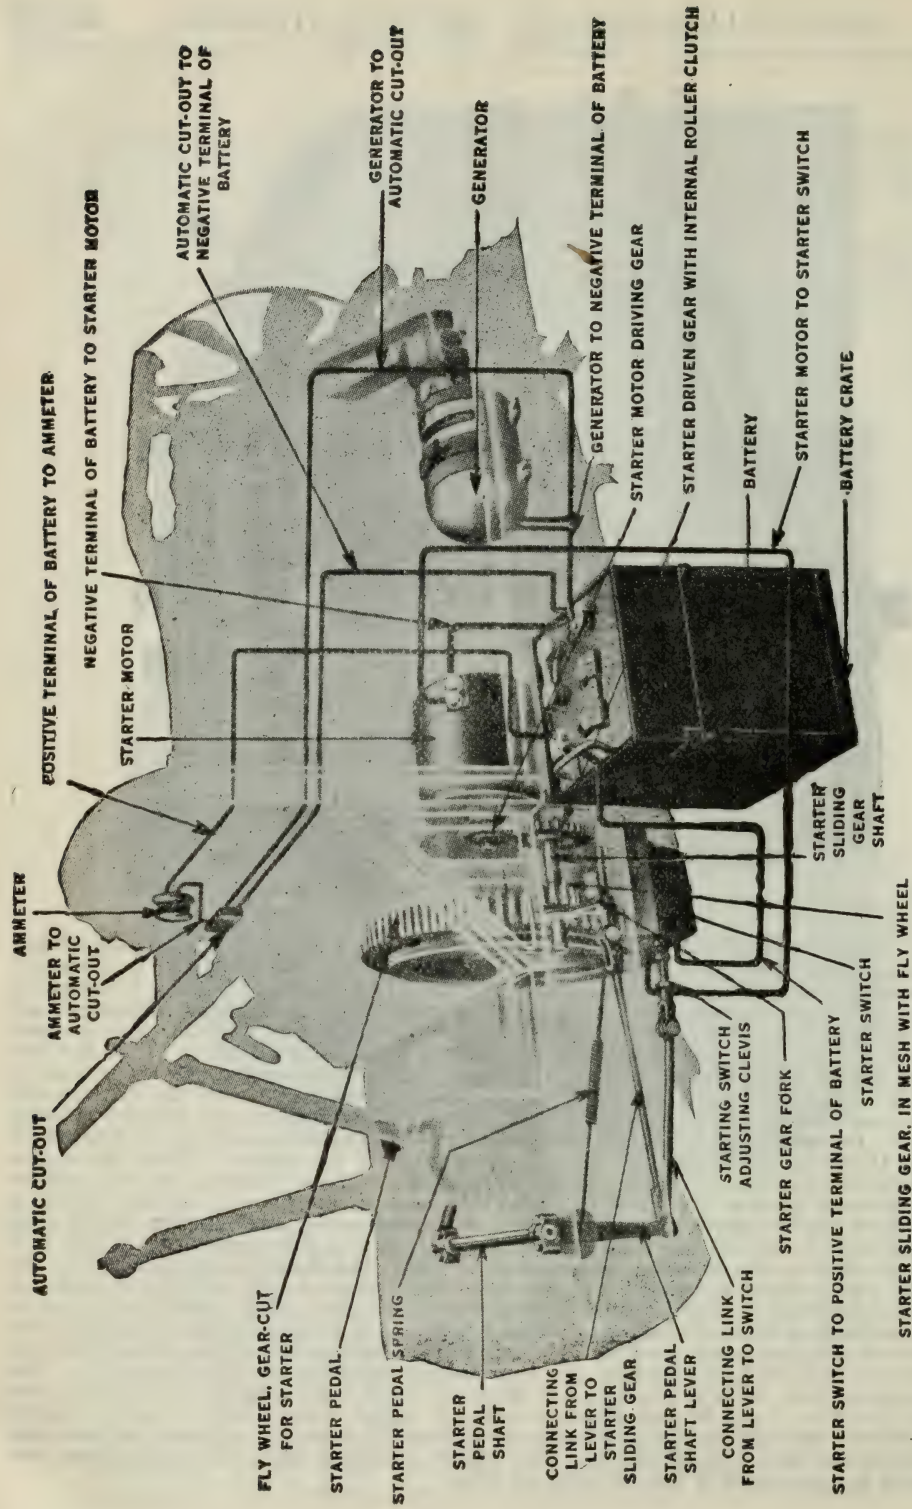 AMMETER
AMMETER TO
AUTOMATIC
CUT-OUT
AUTOMATIC CUT-OUT
POSITIVE TERMINAL OF BATTERY TO AMMETER
NEGATIVE TERMINAL OF BATTERY TO STARTER MOTOR
STARTER MOTOR
AUTOMATIC CUT-OUT TO
NEGATIVE TERMINAL OF
BATTERY
GENERATOR TO
AUTOMATIC CUT-OUT
GENERATOR
GENERATOR TO NEGATIVE TERMINAL OF BATTERY
STARTER MOTOR DRIVING GEAR
STARTER DRIVEN GEAR WITH INTERNAL ROLLER CLUTCH
BATTERY
STARTER MOTOR TO STARTER SWITCH
BATTERY CRATE
FLY WHEEL, GEAR-CUT
FOR STARTER
STARTER PEDAL
STARTER PEDAL SPRING
STARTER
PEDAL
SHAFT
CONNECTING
LINK FROM
LEVER TO
STARTER
SLIDING GEAR
STARTER PEDAL
SHAFT LEVER
CONNECTING LINK
FROM LEVER TO SWITCH
STARTING SWITCH
ADJUSTING CLEVIS
STARTER GEAR FORK
STARTER SWITCH TO POSITIVE TERMINAL OF BATTERY
STARTER SWITCH
STARTER
SLIDING
GEAR
SHAFT
STARTER SLIDING GEAR, IN MESH WITH FLY WHEEL